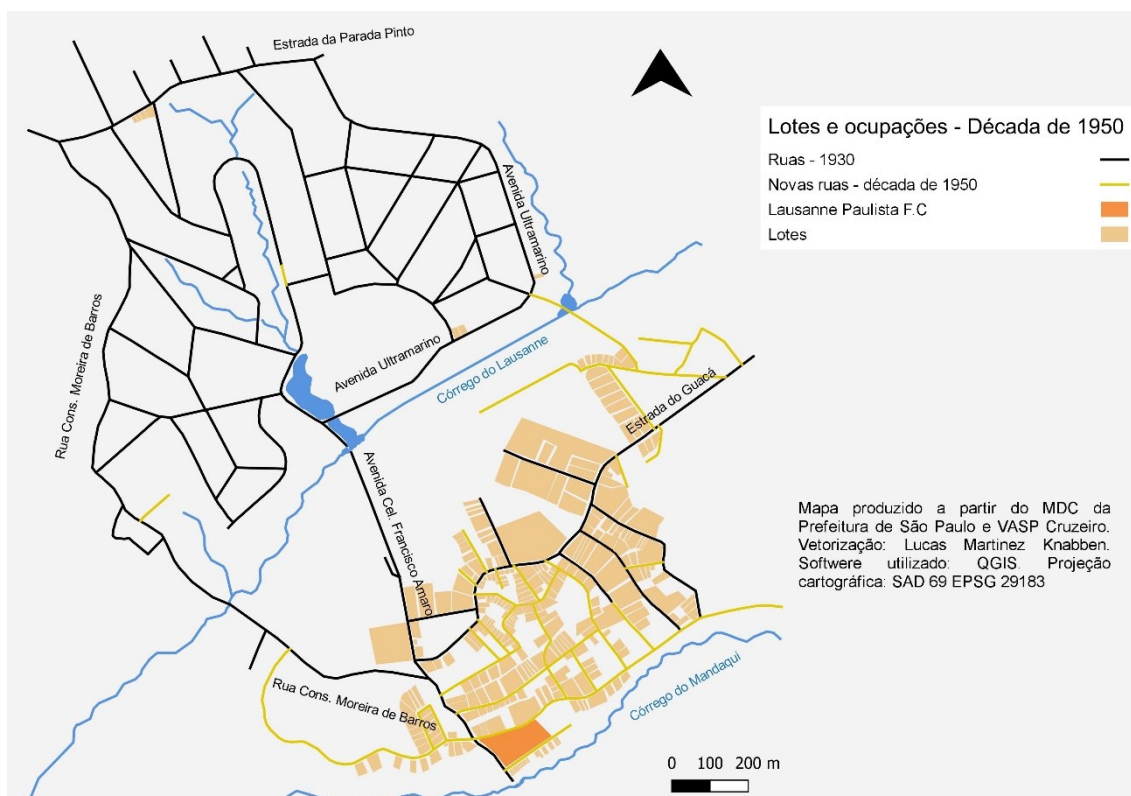 Estrada da Parada Pinto
Lotes e ocupações - Década de 1950
Ruas - 1930
Novas ruas - década de 1950
Lausanne Paulista F.C
Lotes
Avenida Ultramarino
Avenida Ultramarino
Rua Cons. Moreira de Barros
Córrego do Lausanne
Estrada do Guacá
Avenida Cel. Francisco Amaro
Mapa produzido a partir do MDC da
Prefeitura de São Paulo e VASP Cruzeiro.
Vetorização: Lucas Martinez Knabben.
Softwere utilizado: QGIS. Projeção
cartográfica: SAD 69 EPSG 29183
Rua Cons. Moreira de Barros
Córrego do Mandaqui
0 100 200 m